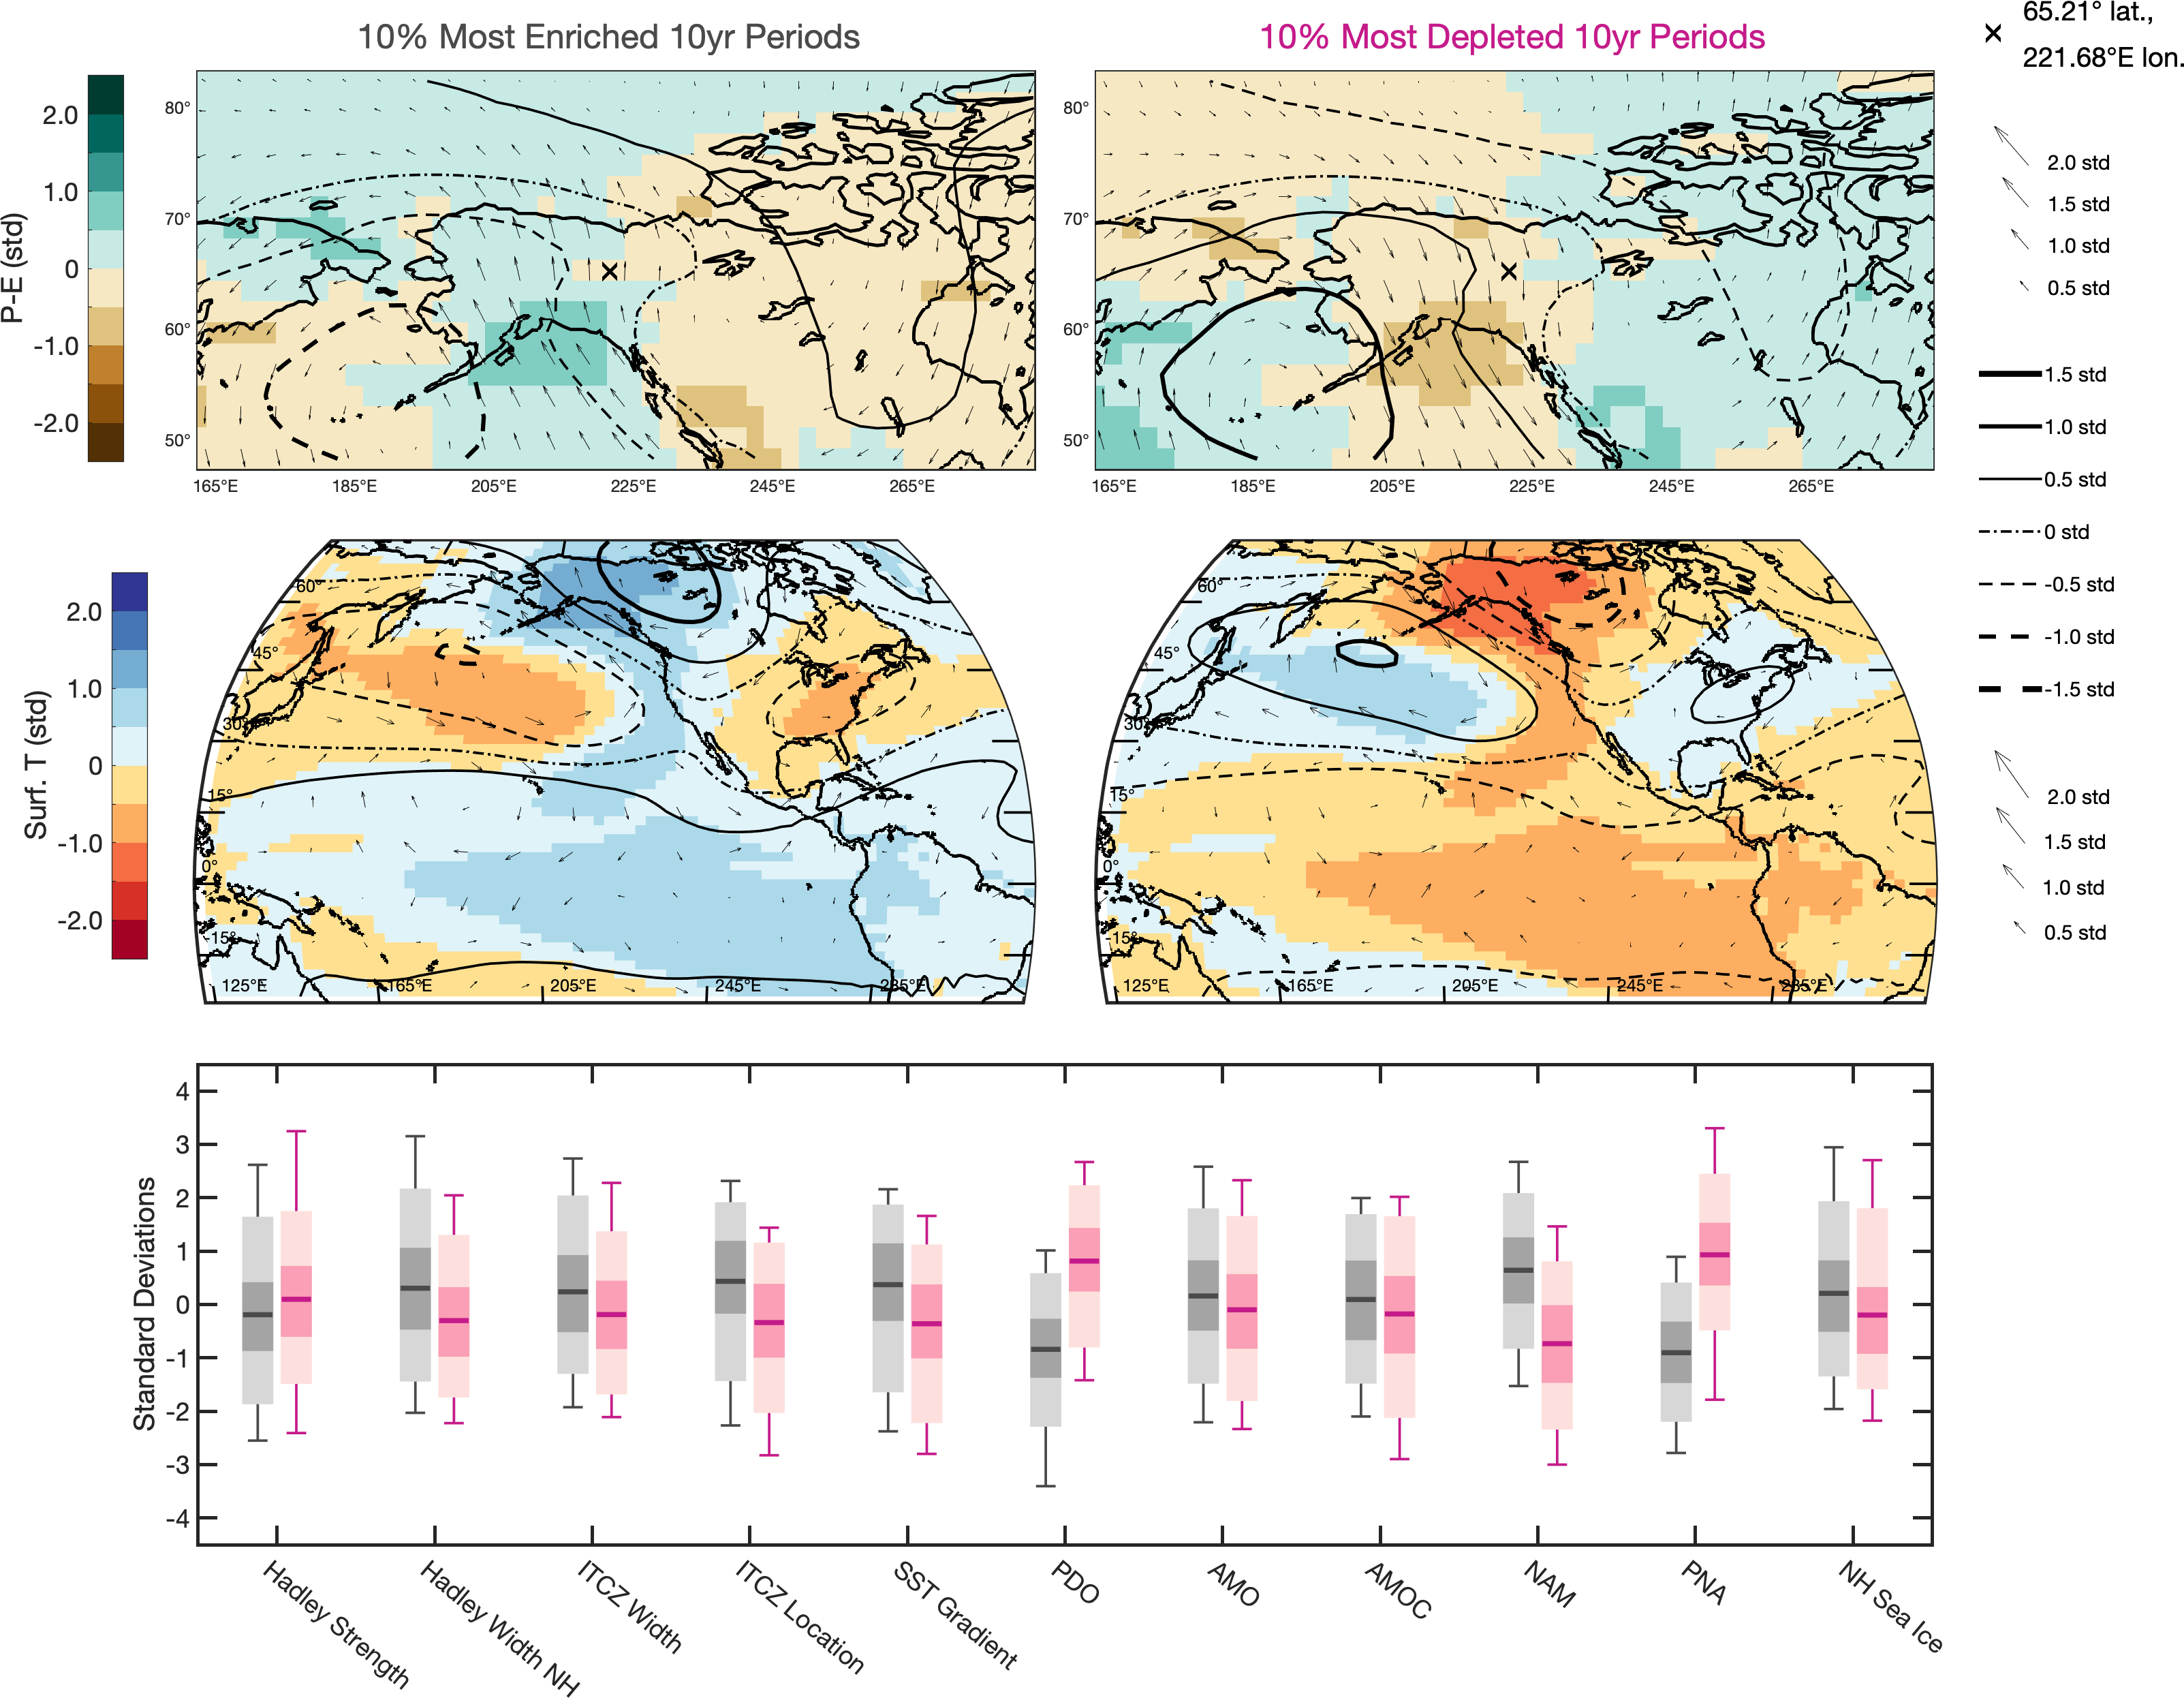 10% Most Enriched 10yr Periods
10% Most Depleted 10yr Periods
65.21° lat.,
221.68°E lon.
P-E (std)
2.0
1.0
0
-1.0
-2.0
80°
70°
60°
50°
165°E 185°E 205°E 225°E 245°E 265°E
80°
70°
60°
50°
165°E 185°E 205°E 225°E 245°E 265°E
2.0 std
1.5 std
1.0 std
0.5 std
1.5 std
1.0 std
0.5 std
0 std
-0.5 std
-1.0 std
-1.5 std
Surf. T (std)
2.0
1.0
0
-1.0
-2.0
60°
45°
30°
15°
0°
-15°
125°E 165°E 205°E 245°E 285°E
60°
45°
30°
15°
0°
-15°
125°E 165°E 205°E 245°E 285°E
2.0 std
1.5 std
1.0 std
0.5 std
Standard Deviations
4
3
2
1
0
-1
-2
-3
-4
Hadley Strength
Hadley Width NH
ITCZ Width
ITCZ Location
SST Gradient
PDO
AMO
AMOC
NAM
PNA
NH Sea Ice